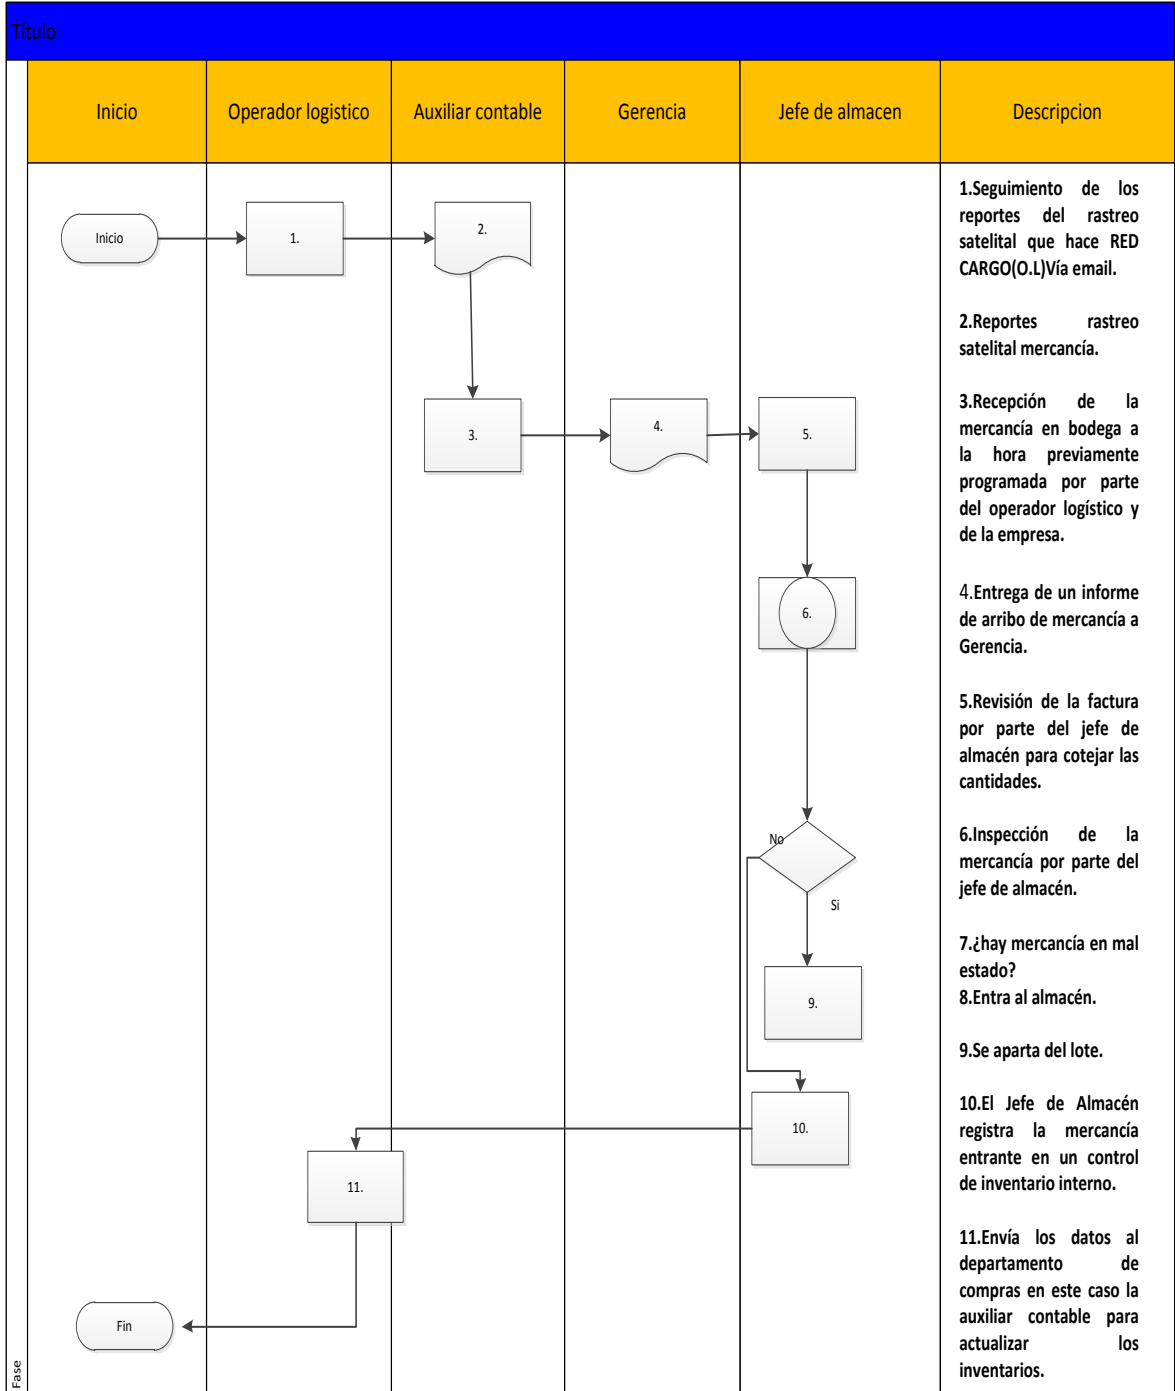 Título
Inicio
Operador logistico
Auxiliar contable
Gerencia
Jefe de almacen
Descripcion
Inicio
1.
2.
3.
4.
5.
6.
No
Si
9.
10.
11.
Fin
Fase
1.Seguimiento de los
reportes del rastreo
satelital que hace RED
CARGO(O.L)Vía email.
2.Reportes rastreo
satelital mercancía.
3.Recepción de la
mercancía en bodega a
la hora previamente
programada por parte
del operador logístico y
de la empresa.
4.Entrega de un informe
de arribo de mercancía a
Gerencia.
5.Revisión de la factura
por parte del jefe de
almacén para cotejar las
cantidades.
6.Inspección de la
mercancía por parte del
jefe de almacén.
7.¿hay mercancía en mal
estado?
8.Entra al almacén.
9.Se aparta del lote.
10.El Jefe de Almacén
registra la mercancía
entrante en un control
de inventario interno.
11.Envía los datos al
departamento de
compras en este caso la
auxiliar contable para
actualizar los
inventarios.